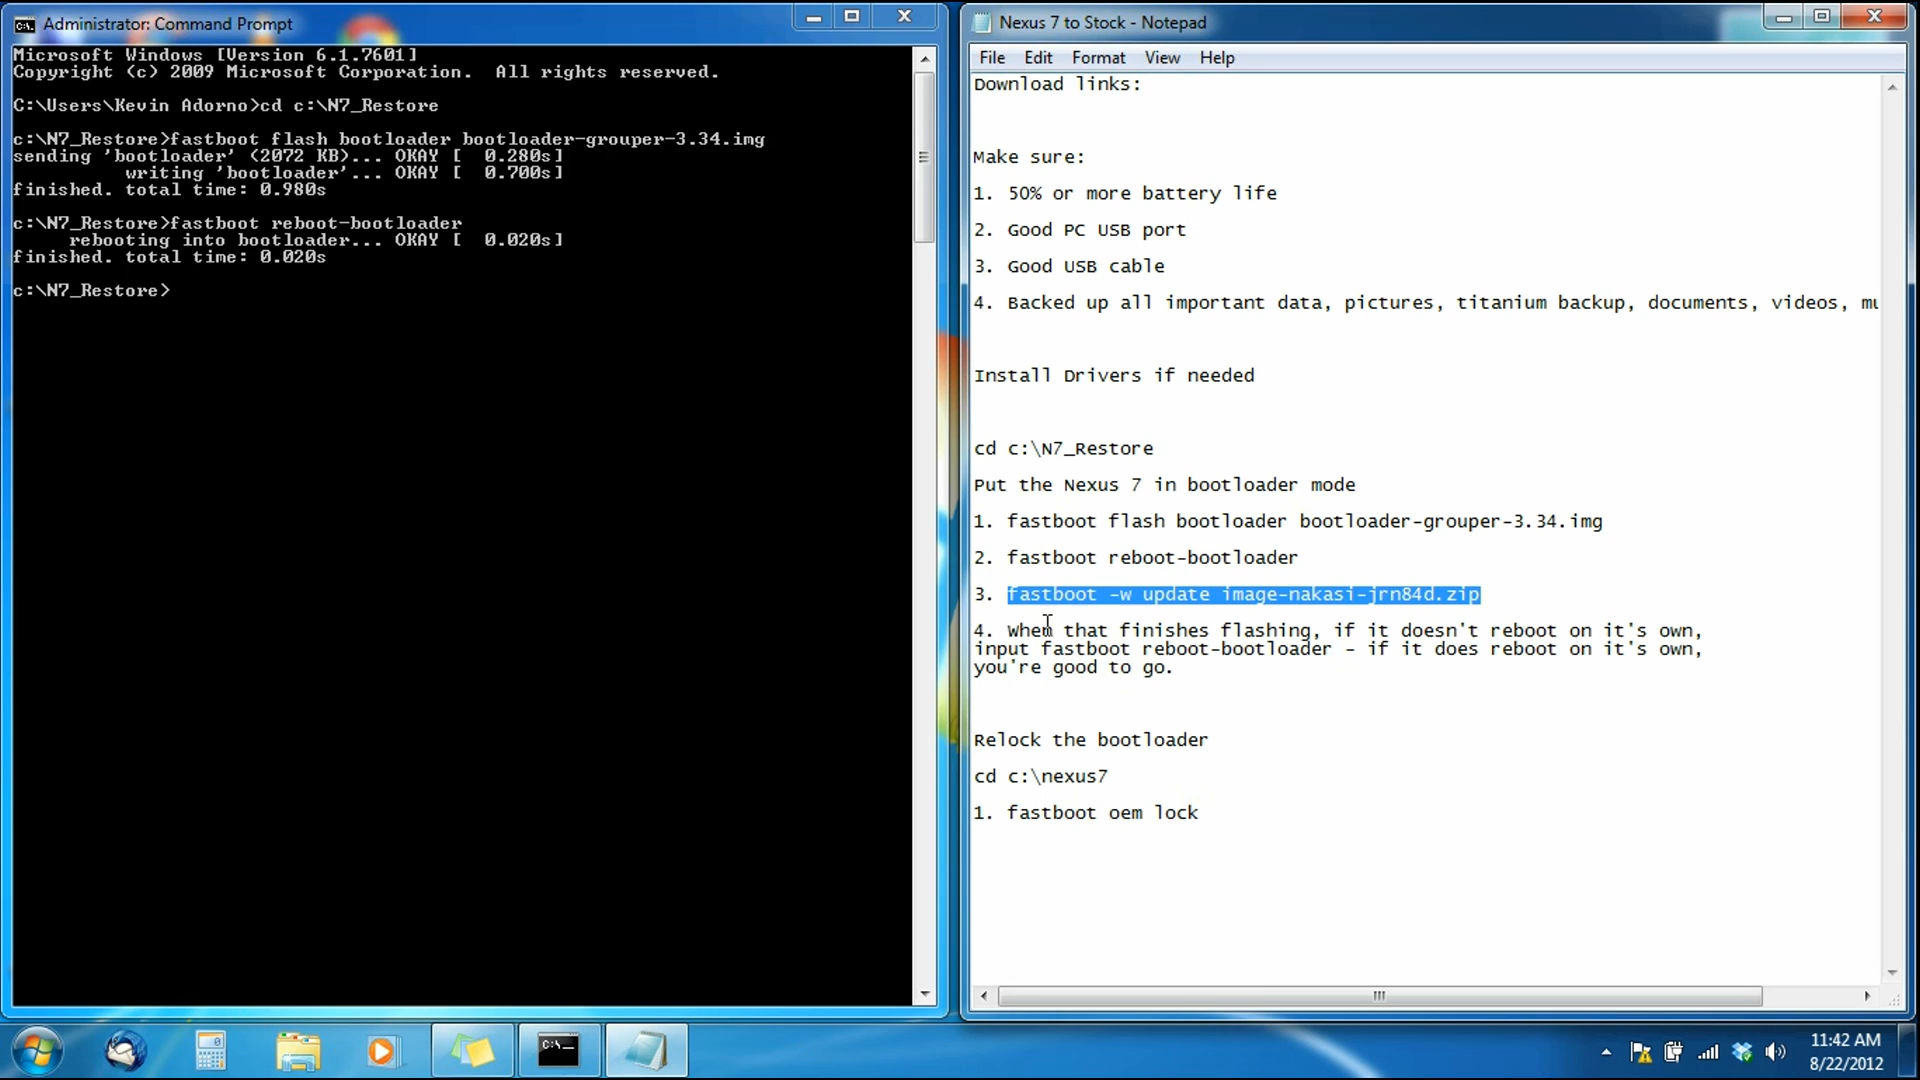 Administrator: Command Prompt
Microsoft Windows [Version 6.1.7601]
Copyright (c) 2009 Microsoft Corporation.  All rights reserved.
C:\Users\Kevin Adorno>cd c:\N7_Restore
c:\N7_Restore>fastboot flash bootloader bootloader-grouper-3.34.img
sending 'bootloader' (2072 KB)... OKAY [  0.280s]
writing 'bootloader'... OKAY [  0.700s]
finished. total time: 0.980s
c:\N7_Restore>fastboot reboot-bootloader
rebooting into bootloader... OKAY [  0.020s]
finished. total time: 0.020s
c:\N7_Restore>
Nexus 7 to Stock - Notepad
File Edit Format View Help
Download links:
Make sure:
1. 50% or more battery life
2. Good PC USB port
3. Good USB cable
4. Backed up all important data, pictures, titanium backup, documents, videos, mu
Install Drivers if needed
cd c:\N7_Restore
Put the Nexus 7 in bootloader mode
1. fastboot flash bootloader bootloader-grouper-3.34.img
2. fastboot reboot-bootloader
3. fastboot -w update image-nakasi-jrn84d.zip
4. When that finishes flashing, if it doesn't reboot on it's own,
input fastboot reboot-bootloader - if it does reboot on it's own,
you're good to go.
Relock the bootloader
cd c:\nexus7
1. fastboot oem lock
11:42 AM
8/22/2012